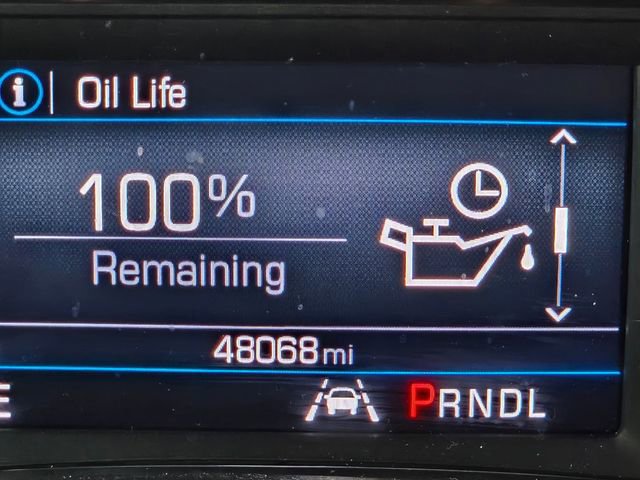 i Oil Life
100%
Remaining
48068mi
E PRNDL